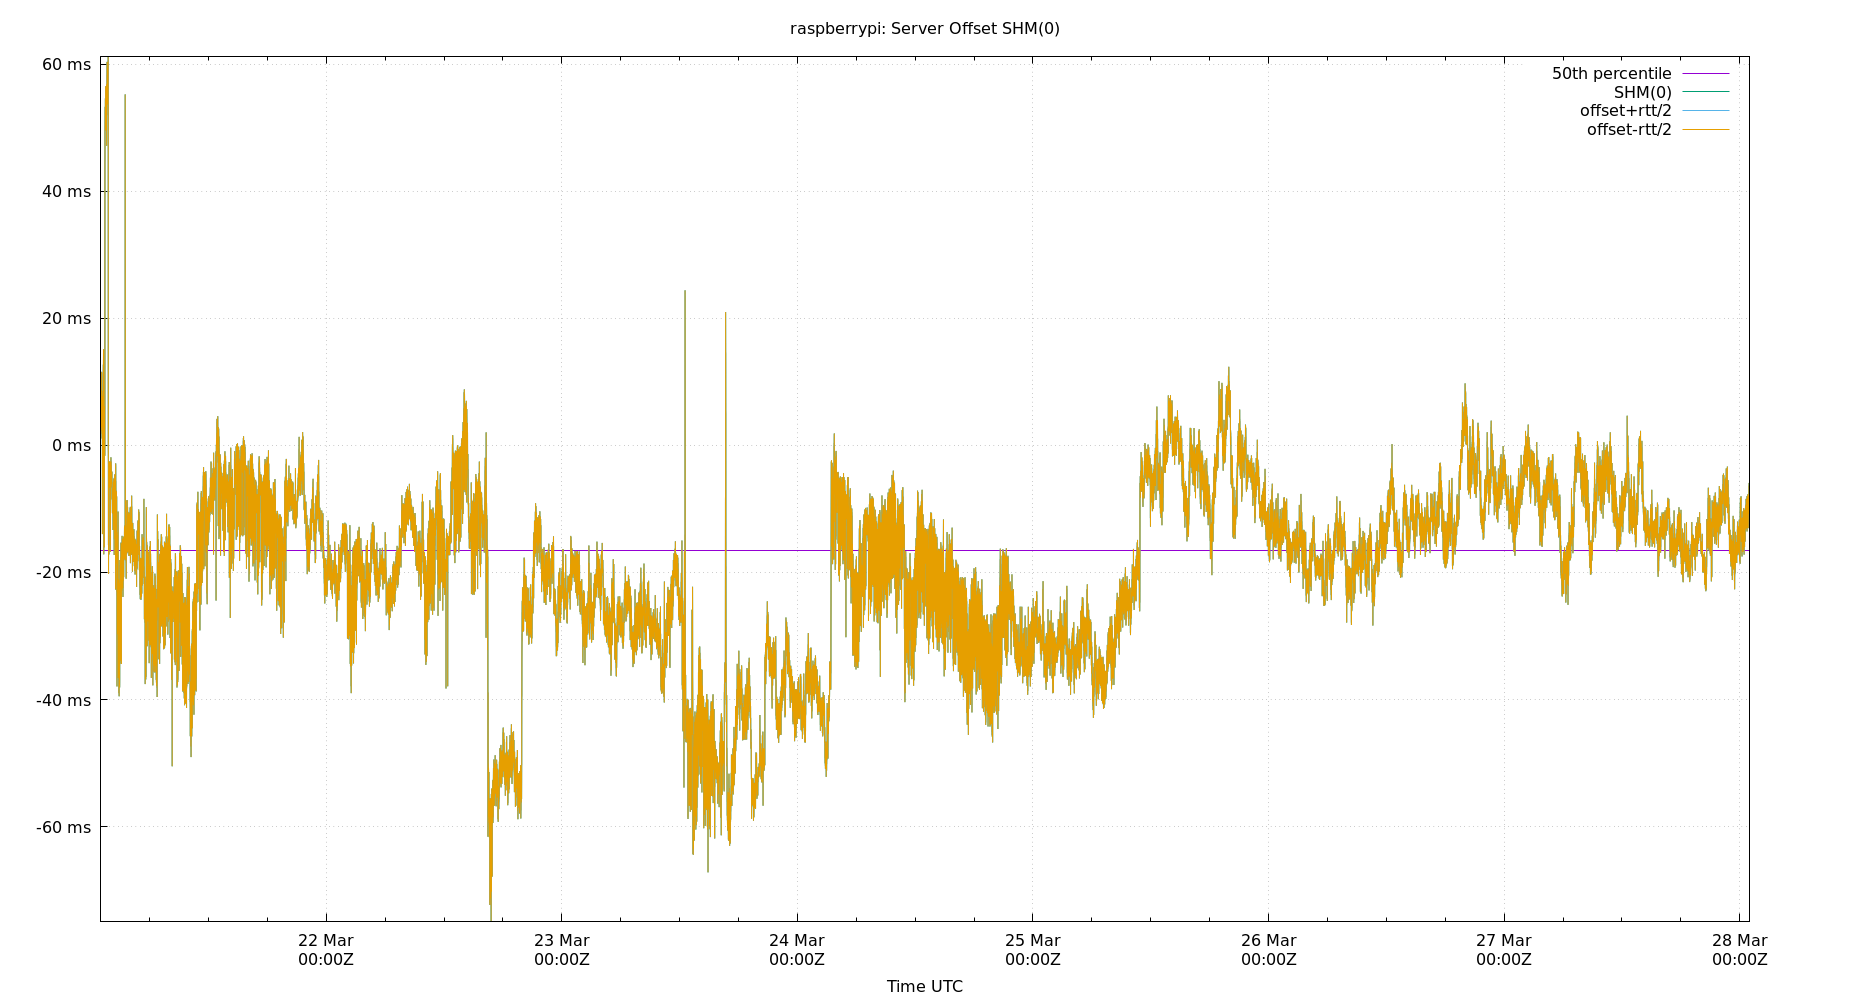 raspberrypi: Server Offset SHM(0)
60 ms
40 ms
20 ms
0 ms
-20 ms
-40 ms
-60 ms
50th percentile
SHM(0)
offset+rtt/2
offset-rtt/2
22 Mar
00:00Z
23 Mar
00:00Z
24 Mar
00:00Z
25 Mar
00:00Z
26 Mar
00:00Z
27 Mar
00:00Z
28 Mar
00:00Z
Time UTC